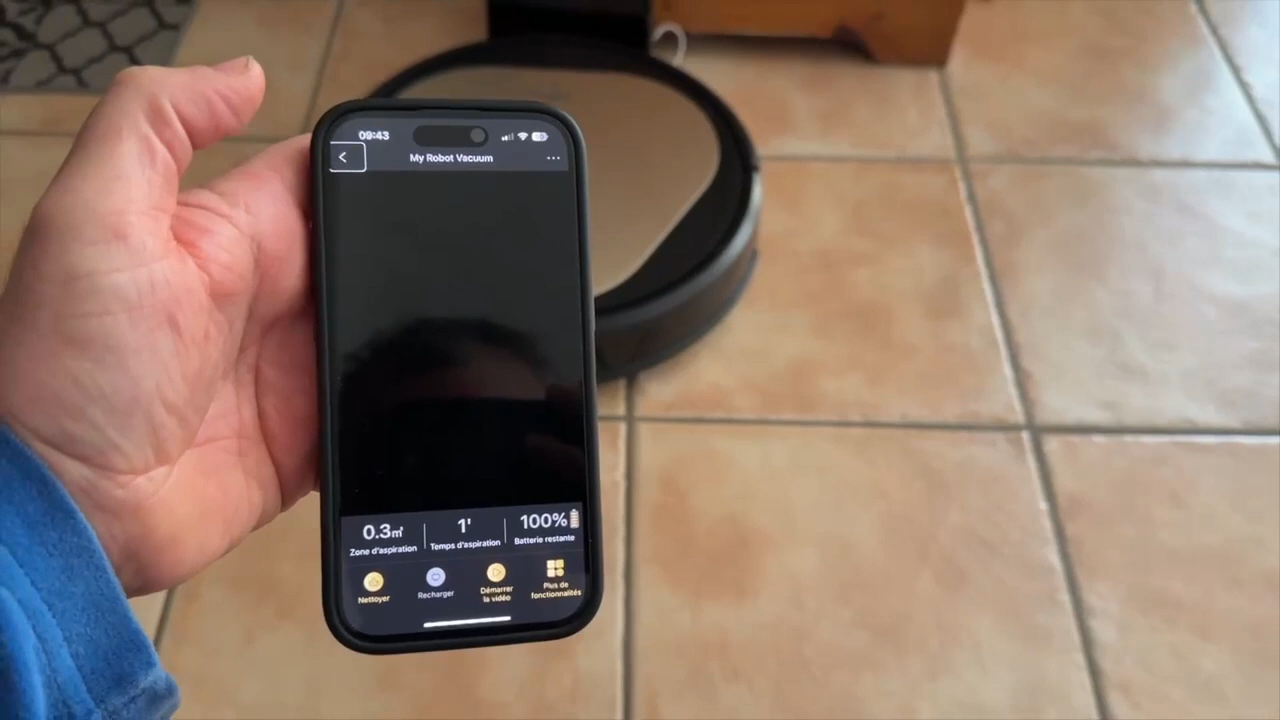 09:43
My Robot Vacuum
0.3㎡
Zone d'aspiration
1'
Temps d'aspiration
100%
Batterie restante
Nettoyer
Recharger
Démarrer
la vidéo
Plus de
fonctionnalités